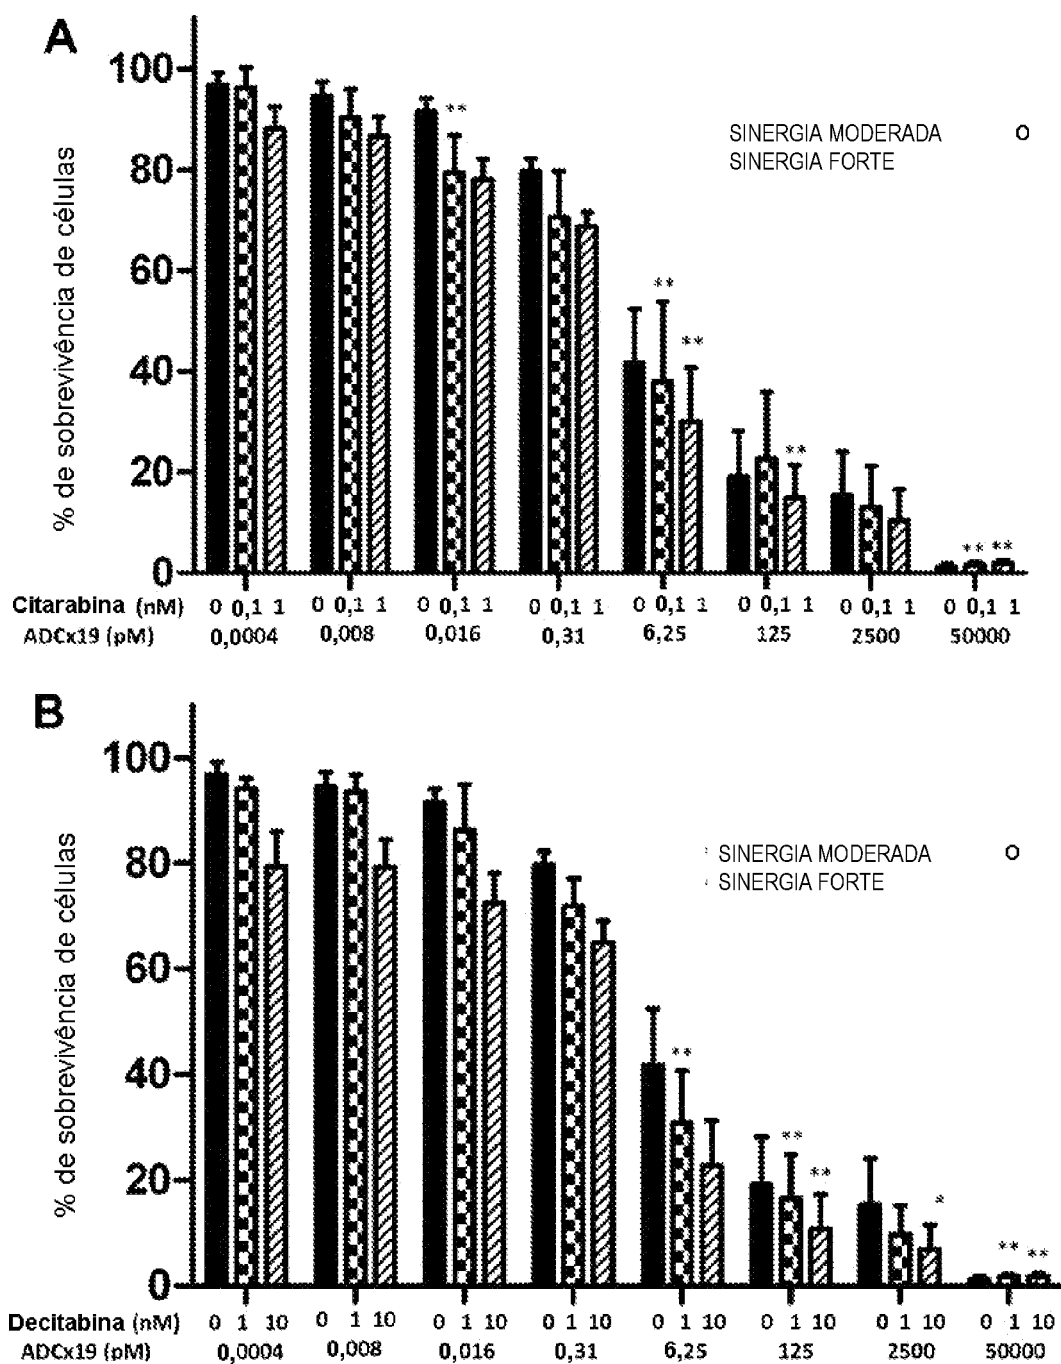 A
100
80
60
40
20
0
% de sobrevivência de células
SINERGIA MODERADA O
SINERGIA FORTE
**
**
**
**
** **
Citarabina (nM) 0 0,1 1 0 0,1 1 0 0,1 1 0 0,1 1 0 0,1 1 0 0,1 1 0 0,1 1 0 0,1 1
ADCx19 (pM) 0,0004 0,008 0,016 0,31 6,25 125 2500 50000
B
100
80
60
40
20
0
% de sobrevivência de células
* SINERGIA MODERADA O
SINERGIA FORTE
**
**
**
*
** **
Decitabina (nM) 0 1 10 0 1 10 0 1 10 0 1 10 0 1 10 0 1 10 0 1 10 0 1 10
ADCx19 (pM) 0,0004 0,008 0,016 0,31 6,25 125 2500 50000